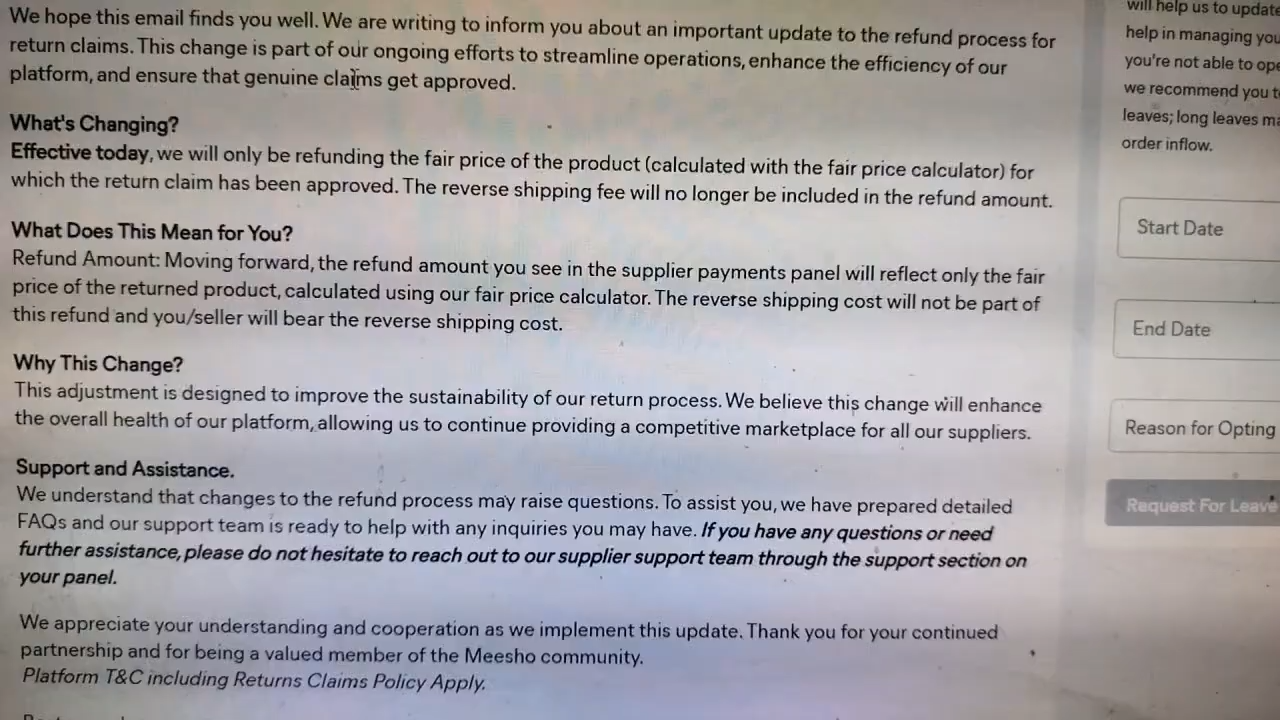 We hope this email finds you well. We are writing to inform you about an important update to the refund process for
return claims. This change is part of our ongoing efforts to streamline operations, enhance the efficiency of our
platform, and ensure that genuine claims get approved.
What's Changing?
Effective today, we will only be refunding the fair price of the product (calculated with the fair price calculator) for
which the return claim has been approved. The reverse shipping fee will no longer be included in the refund amount.
What Does This Mean for You?
Refund Amount: Moving forward, the refund amount you see in the supplier payments panel will reflect only the fair
price of the returned product, calculated using our fair price calculator. The reverse shipping cost will not be part of
this refund and you/seller will bear the reverse shipping cost.
Why This Change?
This adjustment is designed to improve the sustainability of our return process. We believe this change will enhance
the overall health of our platform, allowing us to continue providing a competitive marketplace for all our suppliers.
Support and Assistance.
We understand that changes to the refund process may raise questions. To assist you, we have prepared detailed
FAQs and our support team is ready to help with any inquiries you may have. If you have any questions or need
further assistance, please do not hesitate to reach out to our supplier support team through the support section on
your panel.
We appreciate your understanding and cooperation as we implement this update. Thank you for your continued
partnership and for being a valued member of the Meesho community.
Platform T&C including Returns Claims Policy Apply.
will help us to update
help in managing you
you're not able to ope
we recommend you t
leaves; long leaves ma
order inflow.
Start Date
End Date
Reason for Opting
Request For Leave